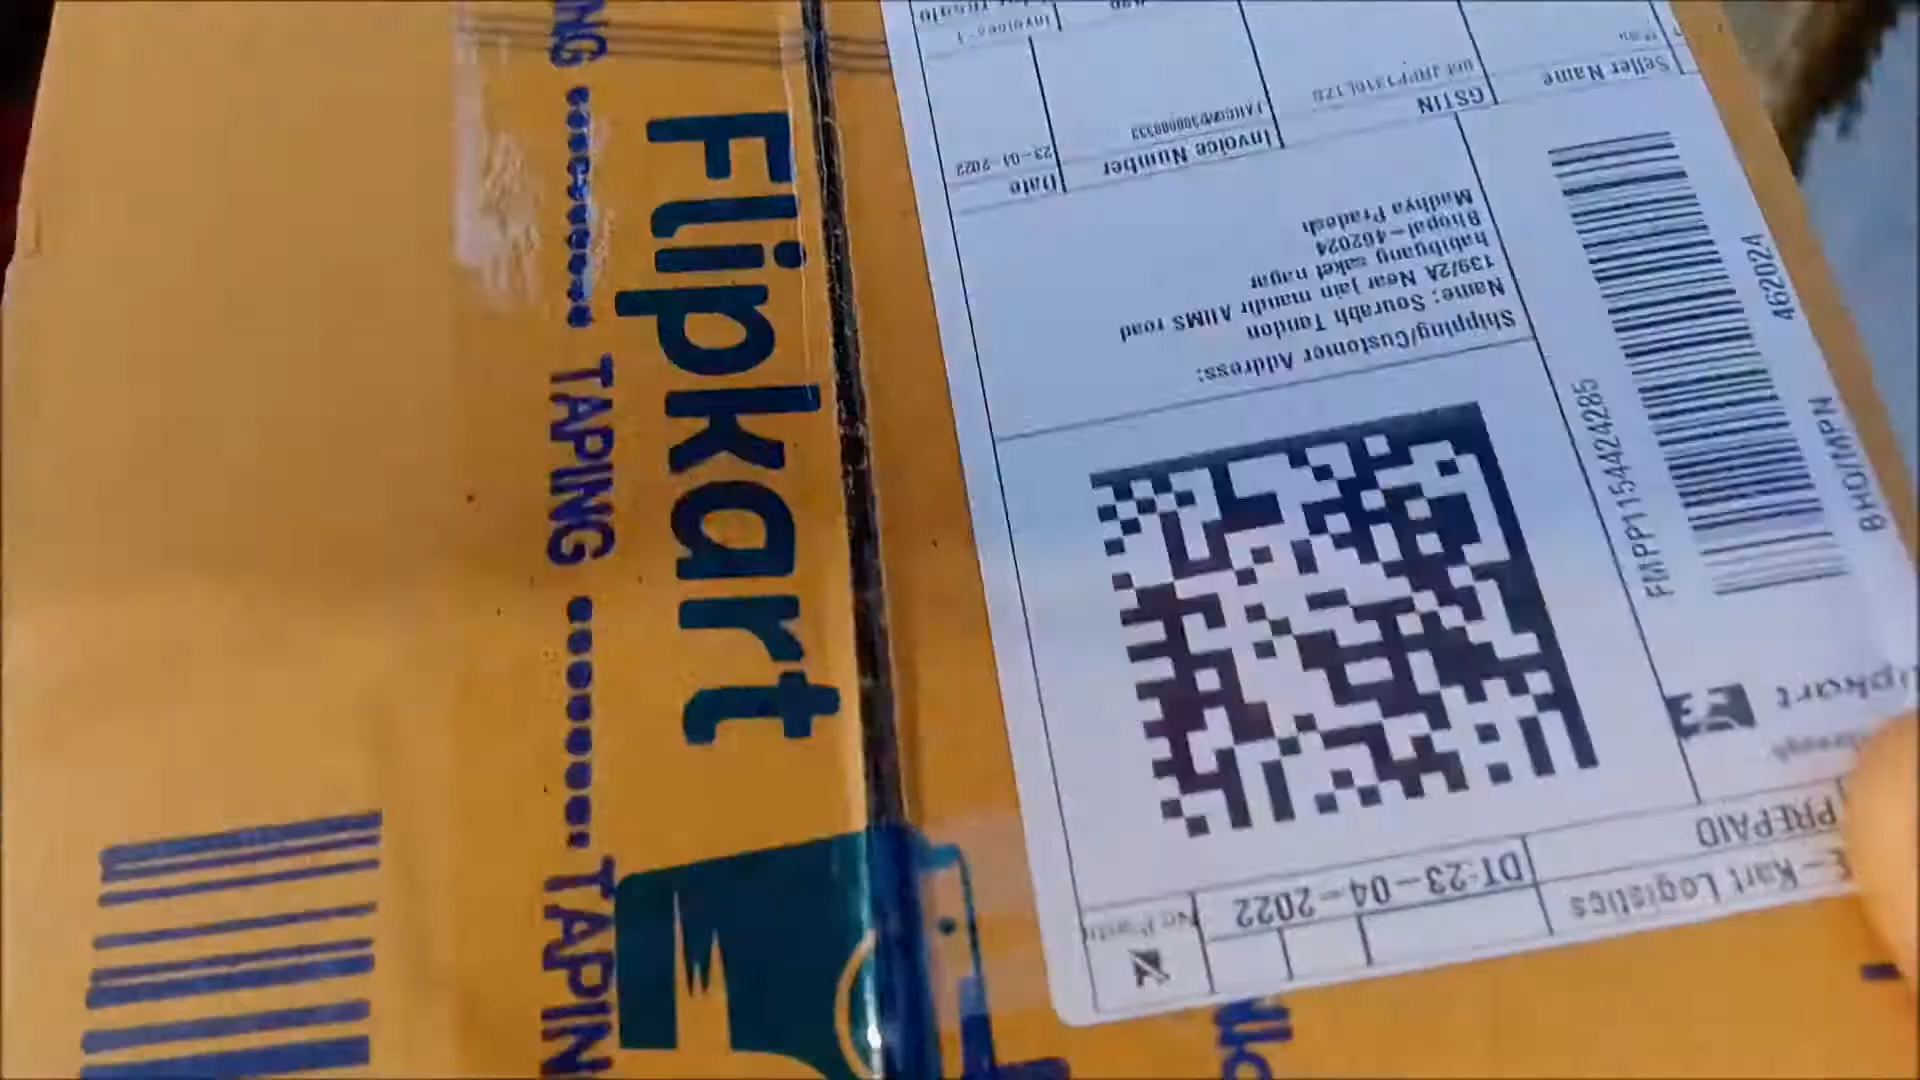 Flipkart
TAPING
TAPING
E-Kart Logistics
PREPAID
DT-23-04-2022
FMPP1154424285
462024
BHO/MPN
Shipping/Customer Address:
Name: Sourabh Tandon
139/2A Near Jain mandir AIIMS road
habibganj saket nagar
Bhopal-462024
Madhya Pradesh
Seller Name
GSTIN
Invoice Number
Date
23-04-2022